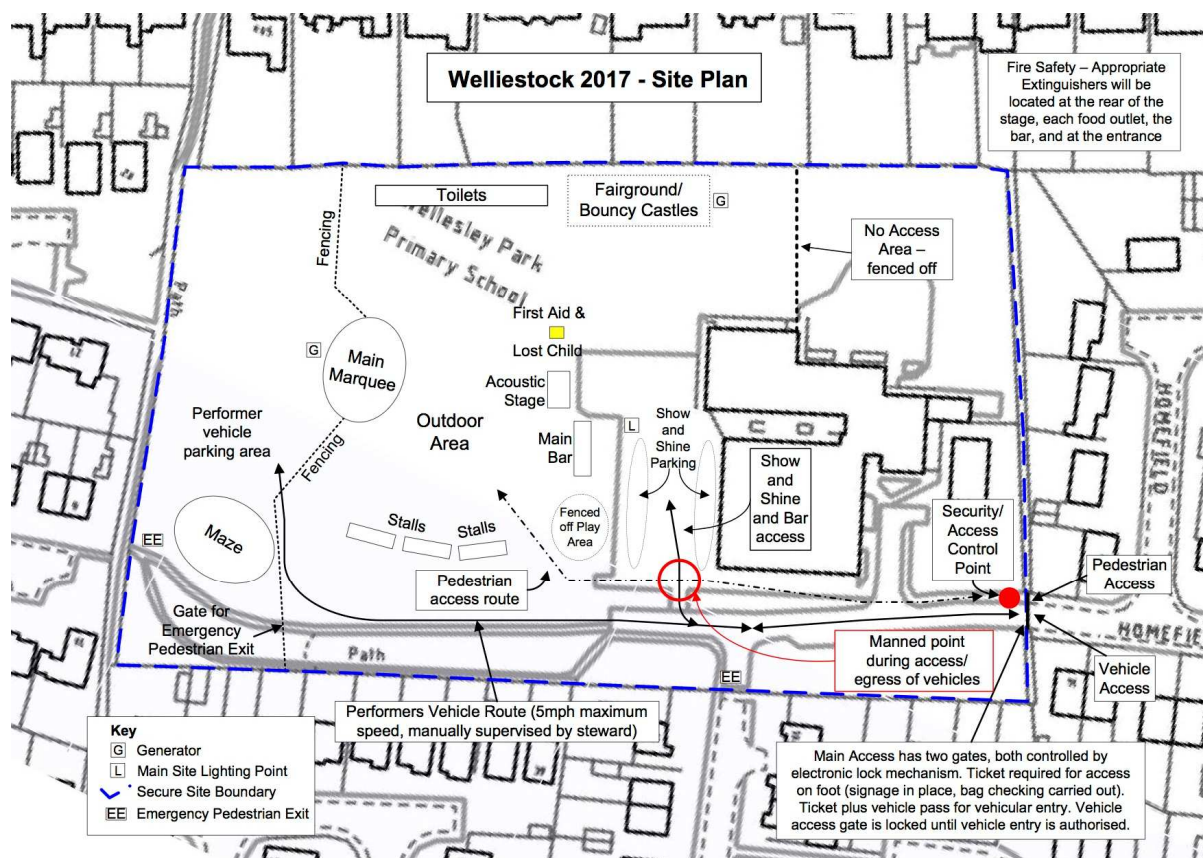 Welliestock 2017 - Site Plan
Fire Safety – Appropriate
Extinguishers will be
located at the rear of the
stage, each food outlet, the
bar, and at the entrance
Toilets
Fairground/
Bouncy Castles
G
Fencing
Wellesley Park
Primary School
No Access
Area –
fenced off
Path
First Aid &
Lost Child
G
Main
Marquee
Acoustic
Stage
Performer
vehicle
parking area
Outdoor
Area
Fencing
Main
Bar
L
Show
and
Shine
Parking
Show
and
Shine
and Bar
access
HOMEFIELD
Security/
Access
Control
Point
Maze
EE
Stalls
Stalls
Fenced
off Play
Area
Pedestrian
access route
Pedestrian
Access
Gate for
Emergency
Pedestrian Exit
Path
Manned point
during access/
egress of vehicles
HOMEFIE
EE
Vehicle
Access
Performers Vehicle Route (5mph maximum
speed, manually supervised by steward)
Key
G Generator
L Main Site Lighting Point
Secure Site Boundary
EE Emergency Pedestrian Exit
Main Access has two gates, both controlled by
electronic lock mechanism. Ticket required for access
on foot (signage in place, bag checking carried out).
Ticket plus vehicle pass for vehicular entry. Vehicle
access gate is locked until vehicle entry is authorised.